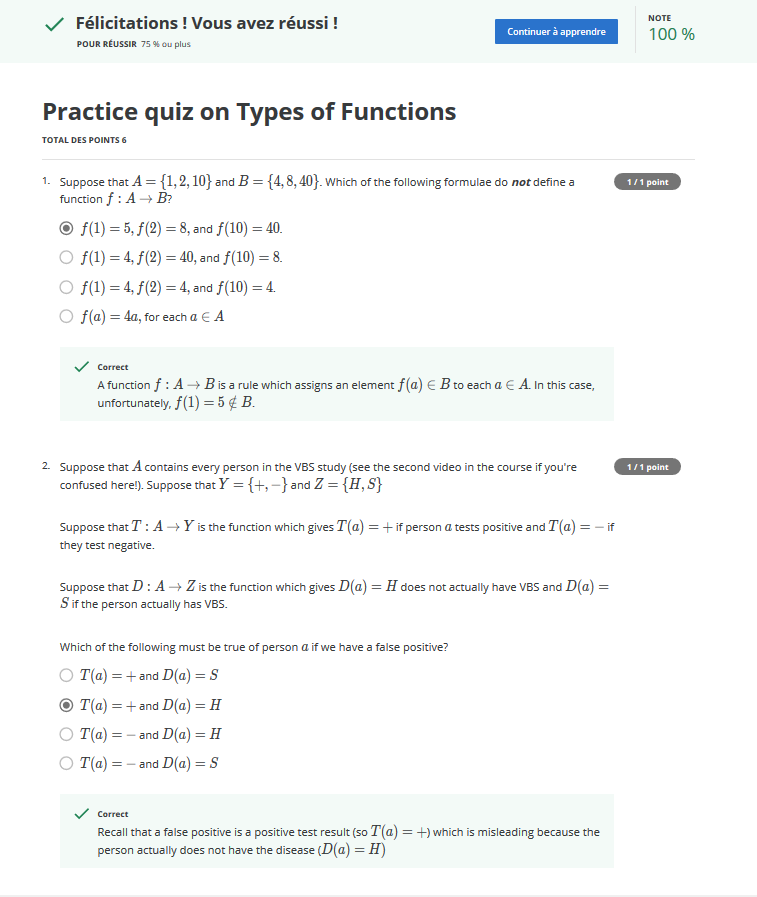 Félicitations ! Vous avez réussi !
POUR RÉUSSIR 75 % ou plus
Continuer à apprendre
NOTE
100 %
Practice quiz on Types of Functions
TOTAL DES POINTS 6
1. Suppose that A = {1, 2, 10} and B = {4, 8, 40}. Which of the following formulae do not define a
function f : A → B?
1 / 1 point
f(1) = 5, f(2) = 8, and f(10) = 40.
f(1) = 4, f(2) = 40, and f(10) = 8.
f(1) = 4, f(2) = 4, and f(10) = 4.
f(a) = 4a, for each a ∈ A
Correct
A function f : A → B is a rule which assigns an element f(a) ∈ B to each a ∈ A. In this case,
unfortunately, f(1) = 5 ∉ B.
2. Suppose that A contains every person in the VBS study (see the second video in the course if you're
confused here!). Suppose that Y = {+, −} and Z = {H, S}
1 / 1 point
Suppose that T : A → Y is the function which gives T(a) = + if person a tests positive and T(a) = − if
they test negative.
Suppose that D : A → Z is the function which gives D(a) = H does not actually have VBS and D(a) =
S if the person actually has VBS.
Which of the following must be true of person a if we have a false positive?
T(a) = + and D(a) = S
T(a) = + and D(a) = H
T(a) = − and D(a) = H
T(a) = − and D(a) = S
Correct
Recall that a false positive is a positive test result (so T(a) = +) which is misleading because the
person actually does not have the disease (D(a) = H)